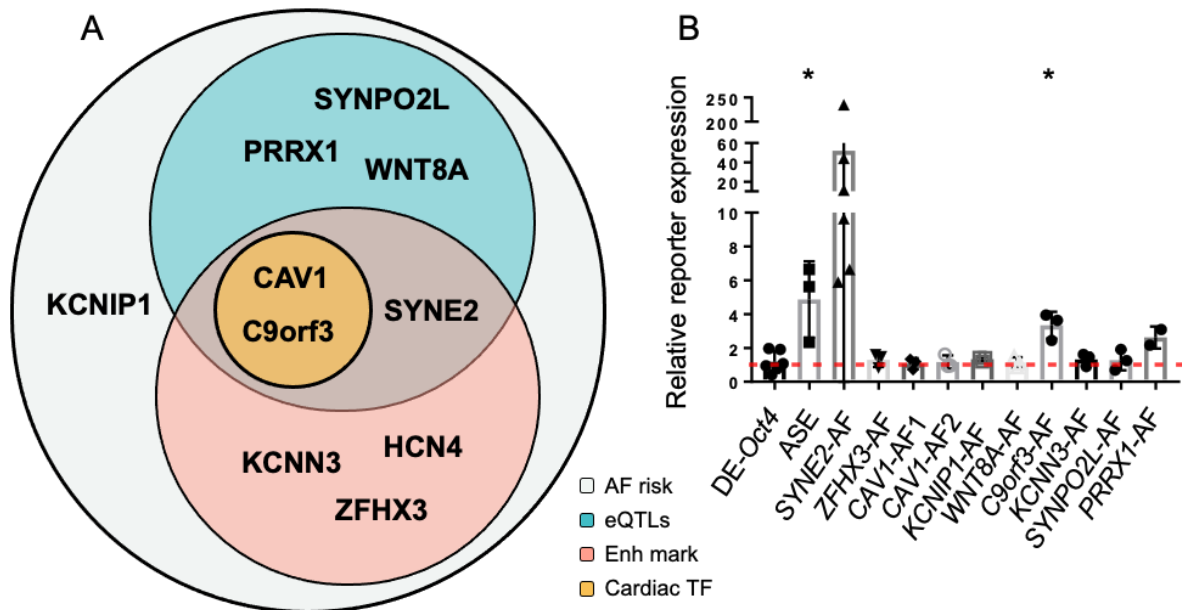 A
SYNPO2L
PRRX1
WNT8A
CAV1
KCNIP1
SYNE2
C9orf3
HCN4
KCNN3
ZFHX3
AF risk
eQTLs
Enh mark
Cardiac TF
B
* *
Relative reporter expression
250
200
60
40
20
10
8
6
4
2
0
DE-Oct4
ASE
SYNE2-AF
ZFHX3-AF
CAV1-AF1
CAV1-AF2
KCNIP1-AF
WNT8A-AF
C9orf3-AF
KCNN3-AF
SYNPO2L-AF
PRRX1-AF